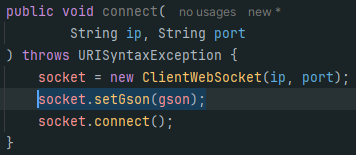 public void connect( no usages new *
String ip, String port
) throws URISyntaxException {
socket = new ClientWebSocket(ip, port);
socket.setGson(gson);
socket.connect();
}